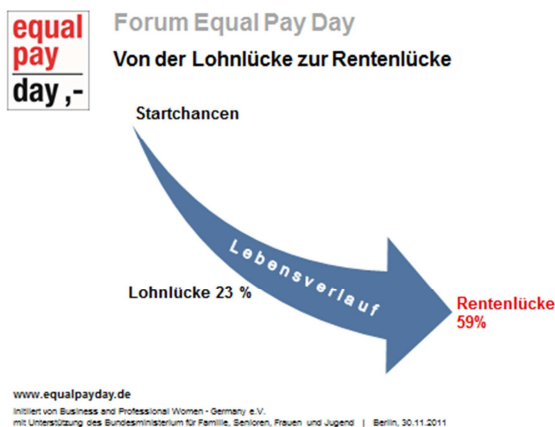 equal
pay
day ,-
Forum Equal Pay Day
Von der Lohnlücke zur Rentenlücke
Startchancen
Lebensverlauf
Lohnlücke 23 %
Rentenlücke
59%
www.equalpayday.de
Initiiert von Business and Professional Women - Germany e.V.
mit Unterstützung des Bundesministerium für Familie, Senioren, Frauen und Jugend | Berlin, 30.11.2011